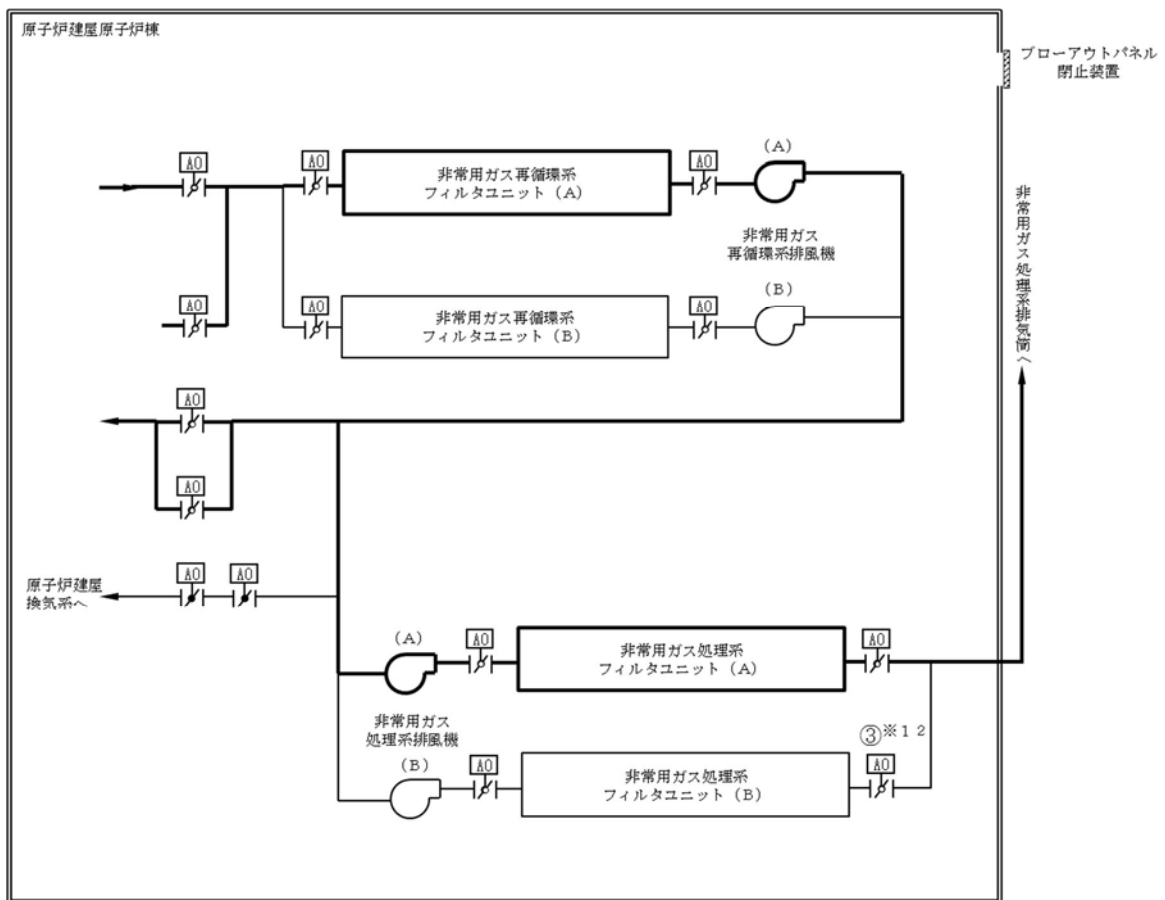 原子炉建屋原子炉棟
ブローアウトパネル
閉止装置
AO
AO
AO
(A)
非常用ガス再循環系
フィルタユニット(A)
非常用ガス
再循環系排風機
AO
AO
AO
(B)
非常用ガス再循環系
フィルタユニット(B)
非常用ガス処理系排気筒へ
AO
AO
AO
AO
原子炉建屋
換気系へ
(A)
AO
AO
非常用ガス処理系
フィルタユニット(A)
非常用ガス
処理系排風機
③※12
(B)
AO
AO
非常用ガス処理系
フィルタユニット(B)